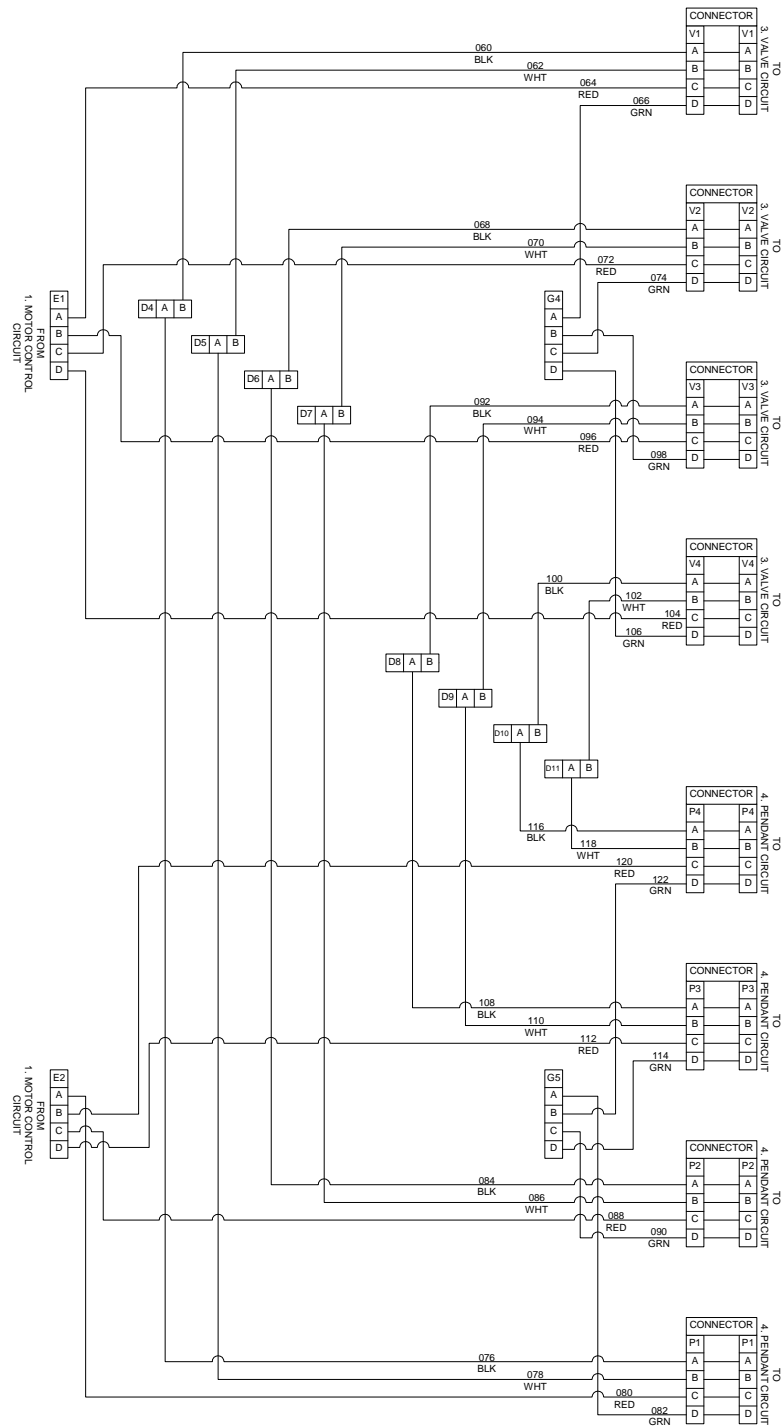 CONNECTOR
V1 V1
A A
B B
C C
D D
TO
3. VALVE CIRCUIT
060
BLK
062
WHT
064
RED
066
GRN
CONNECTOR
V2 V2
A A
B B
C C
D D
TO
3. VALVE CIRCUIT
068
BLK
070
WHT
072
RED
074
GRN
E1
A
B
C
D
FROM
1. MOTOR CONTROL
CIRCUIT
D4 A B
D5 A B
D6 A B
D7 A B
G4
A
B
C
D
CONNECTOR
V3 V3
A A
B B
C C
D D
TO
3. VALVE CIRCUIT
092
BLK
094
WHT
096
RED
098
GRN
CONNECTOR
V4 V4
A A
B B
C C
D D
TO
3. VALVE CIRCUIT
100
BLK
102
WHT
104
RED
106
GRN
D8 A B
D9 A B
D10 A B
D11 A B
CONNECTOR
P4 P4
A A
B B
C C
D D
TO
4. PENDANT CIRCUIT
116
BLK
118
WHT
120
RED
122
GRN
CONNECTOR
P3 P3
A A
B B
C C
D D
TO
4. PENDANT CIRCUIT
108
BLK
110
WHT
112
RED
114
GRN
E2
A
B
C
D
FROM
1. MOTOR CONTROL
CIRCUIT
G5
A
B
C
D
CONNECTOR
P2 P2
A A
B B
C C
D D
TO
4. PENDANT CIRCUIT
084
BLK
086
WHT
088
RED
090
GRN
CONNECTOR
P1 P1
A A
B B
C C
D D
TO
4. PENDANT CIRCUIT
076
BLK
078
WHT
080
RED
082
GRN